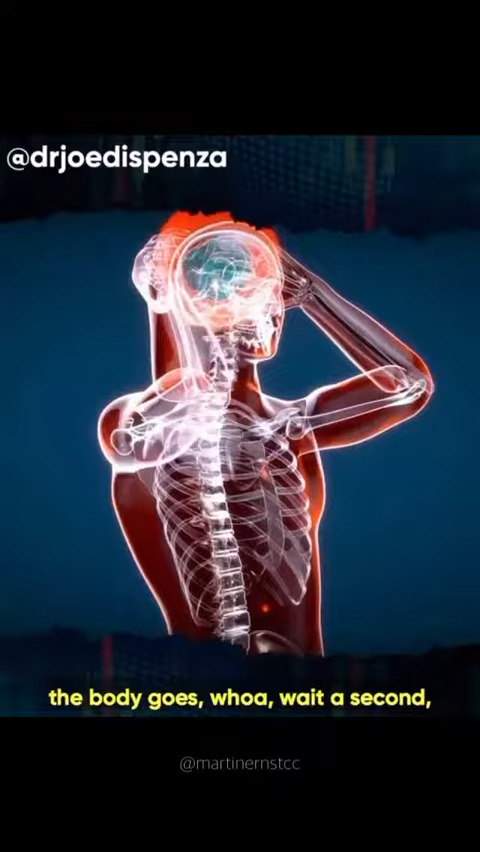 @drjoedispenza
the body goes, whoa, wait a second,
@martinernstcc